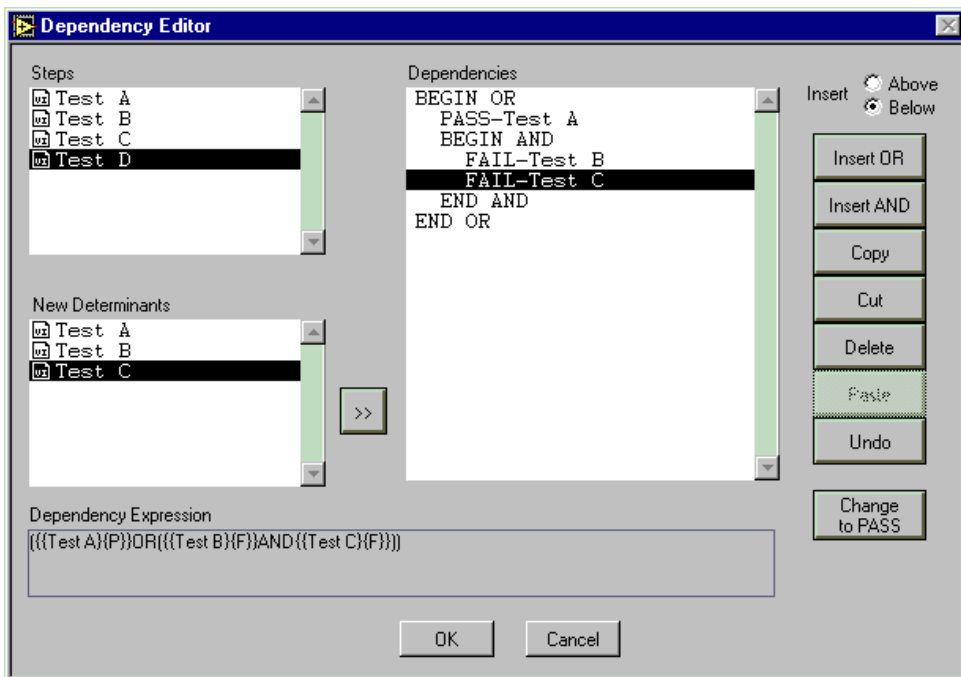 Dependency Editor
Steps
Test A
Test B
Test C
Test D
Dependencies
BEGIN OR
PASS-Test A
BEGIN AND
FAIL-Test B
FAIL-Test C
END AND
END OR
Insert
Above
Below
Insert OR
Insert AND
Copy
Cut
Delete
Paste
Undo
Change
to PASS
New Determinants
Test A
Test B
Test C
>>
Dependency Expression
({{Test A}{P}}OR({{Test B}{F}}AND{{Test C}{F}}))
OK
Cancel